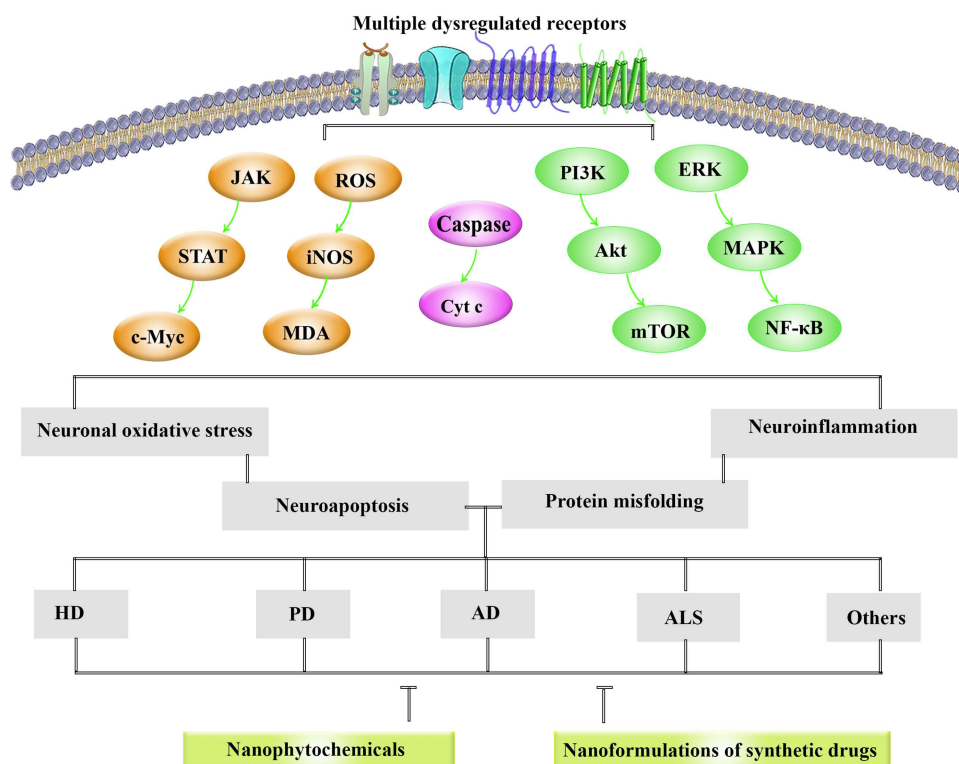 Multiple dysregulated receptors
JAK
ROS
PI3K
ERK
Caspase
STAT
iNOS
Akt
MAPK
Cyt c
c-Myc
MDA
mTOR
NF-κB
Neuronal oxidative stress
Neuroinflammation
Neuroapoptosis
Protein misfolding
HD
PD
AD
ALS
Others
Nanophytochemicals
Nanoformulations of synthetic drugs